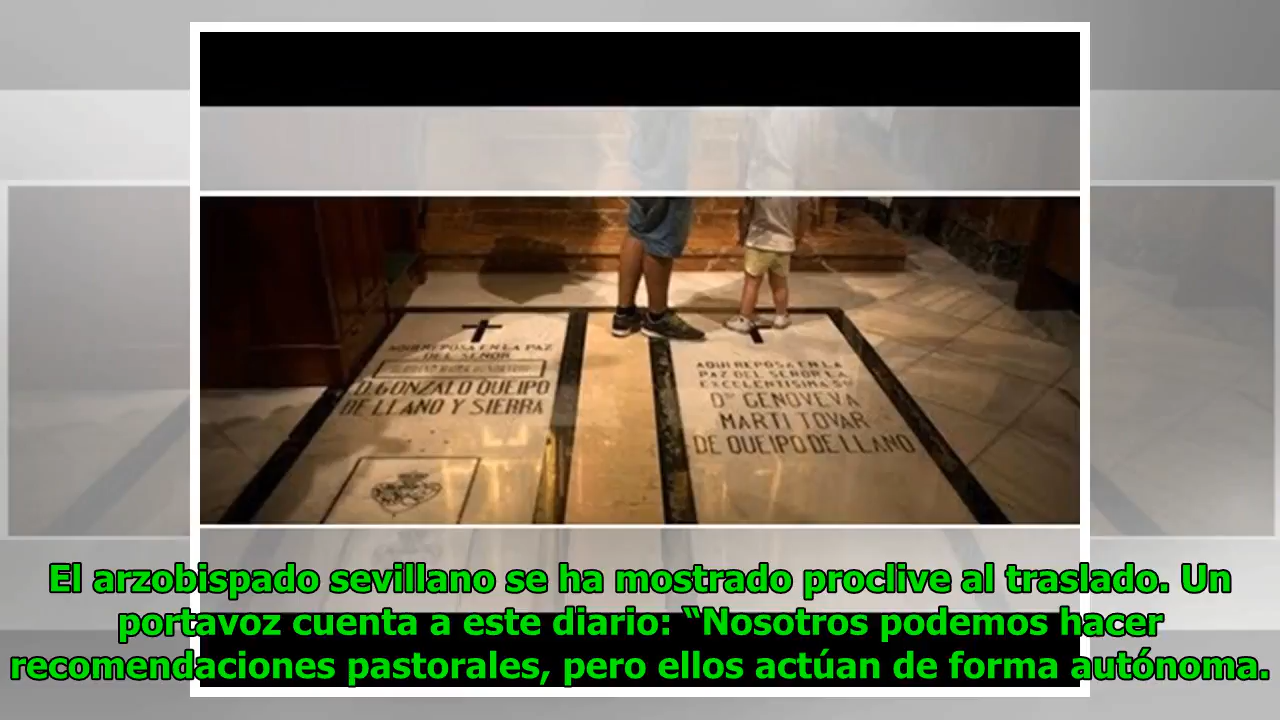 AQUI REPOSA EN LA PAZ
DEL SEÑOR
D. GONZALO QUEIPO
DE LLANO Y SIERRA
AQUI REPOSA EN LA
PAZ DEL SEÑOR LA
EXCELENTISIMA SRA
Dª GENOVEVA
MARTI TOVAR
DE QUEIPO DE LLANO
El arzobispado sevillano se ha mostrado proclive al traslado. Un
portavoz cuenta a este diario: “Nosotros podemos hacer
recomendaciones pastorales, pero ellos actúan de forma autónoma.